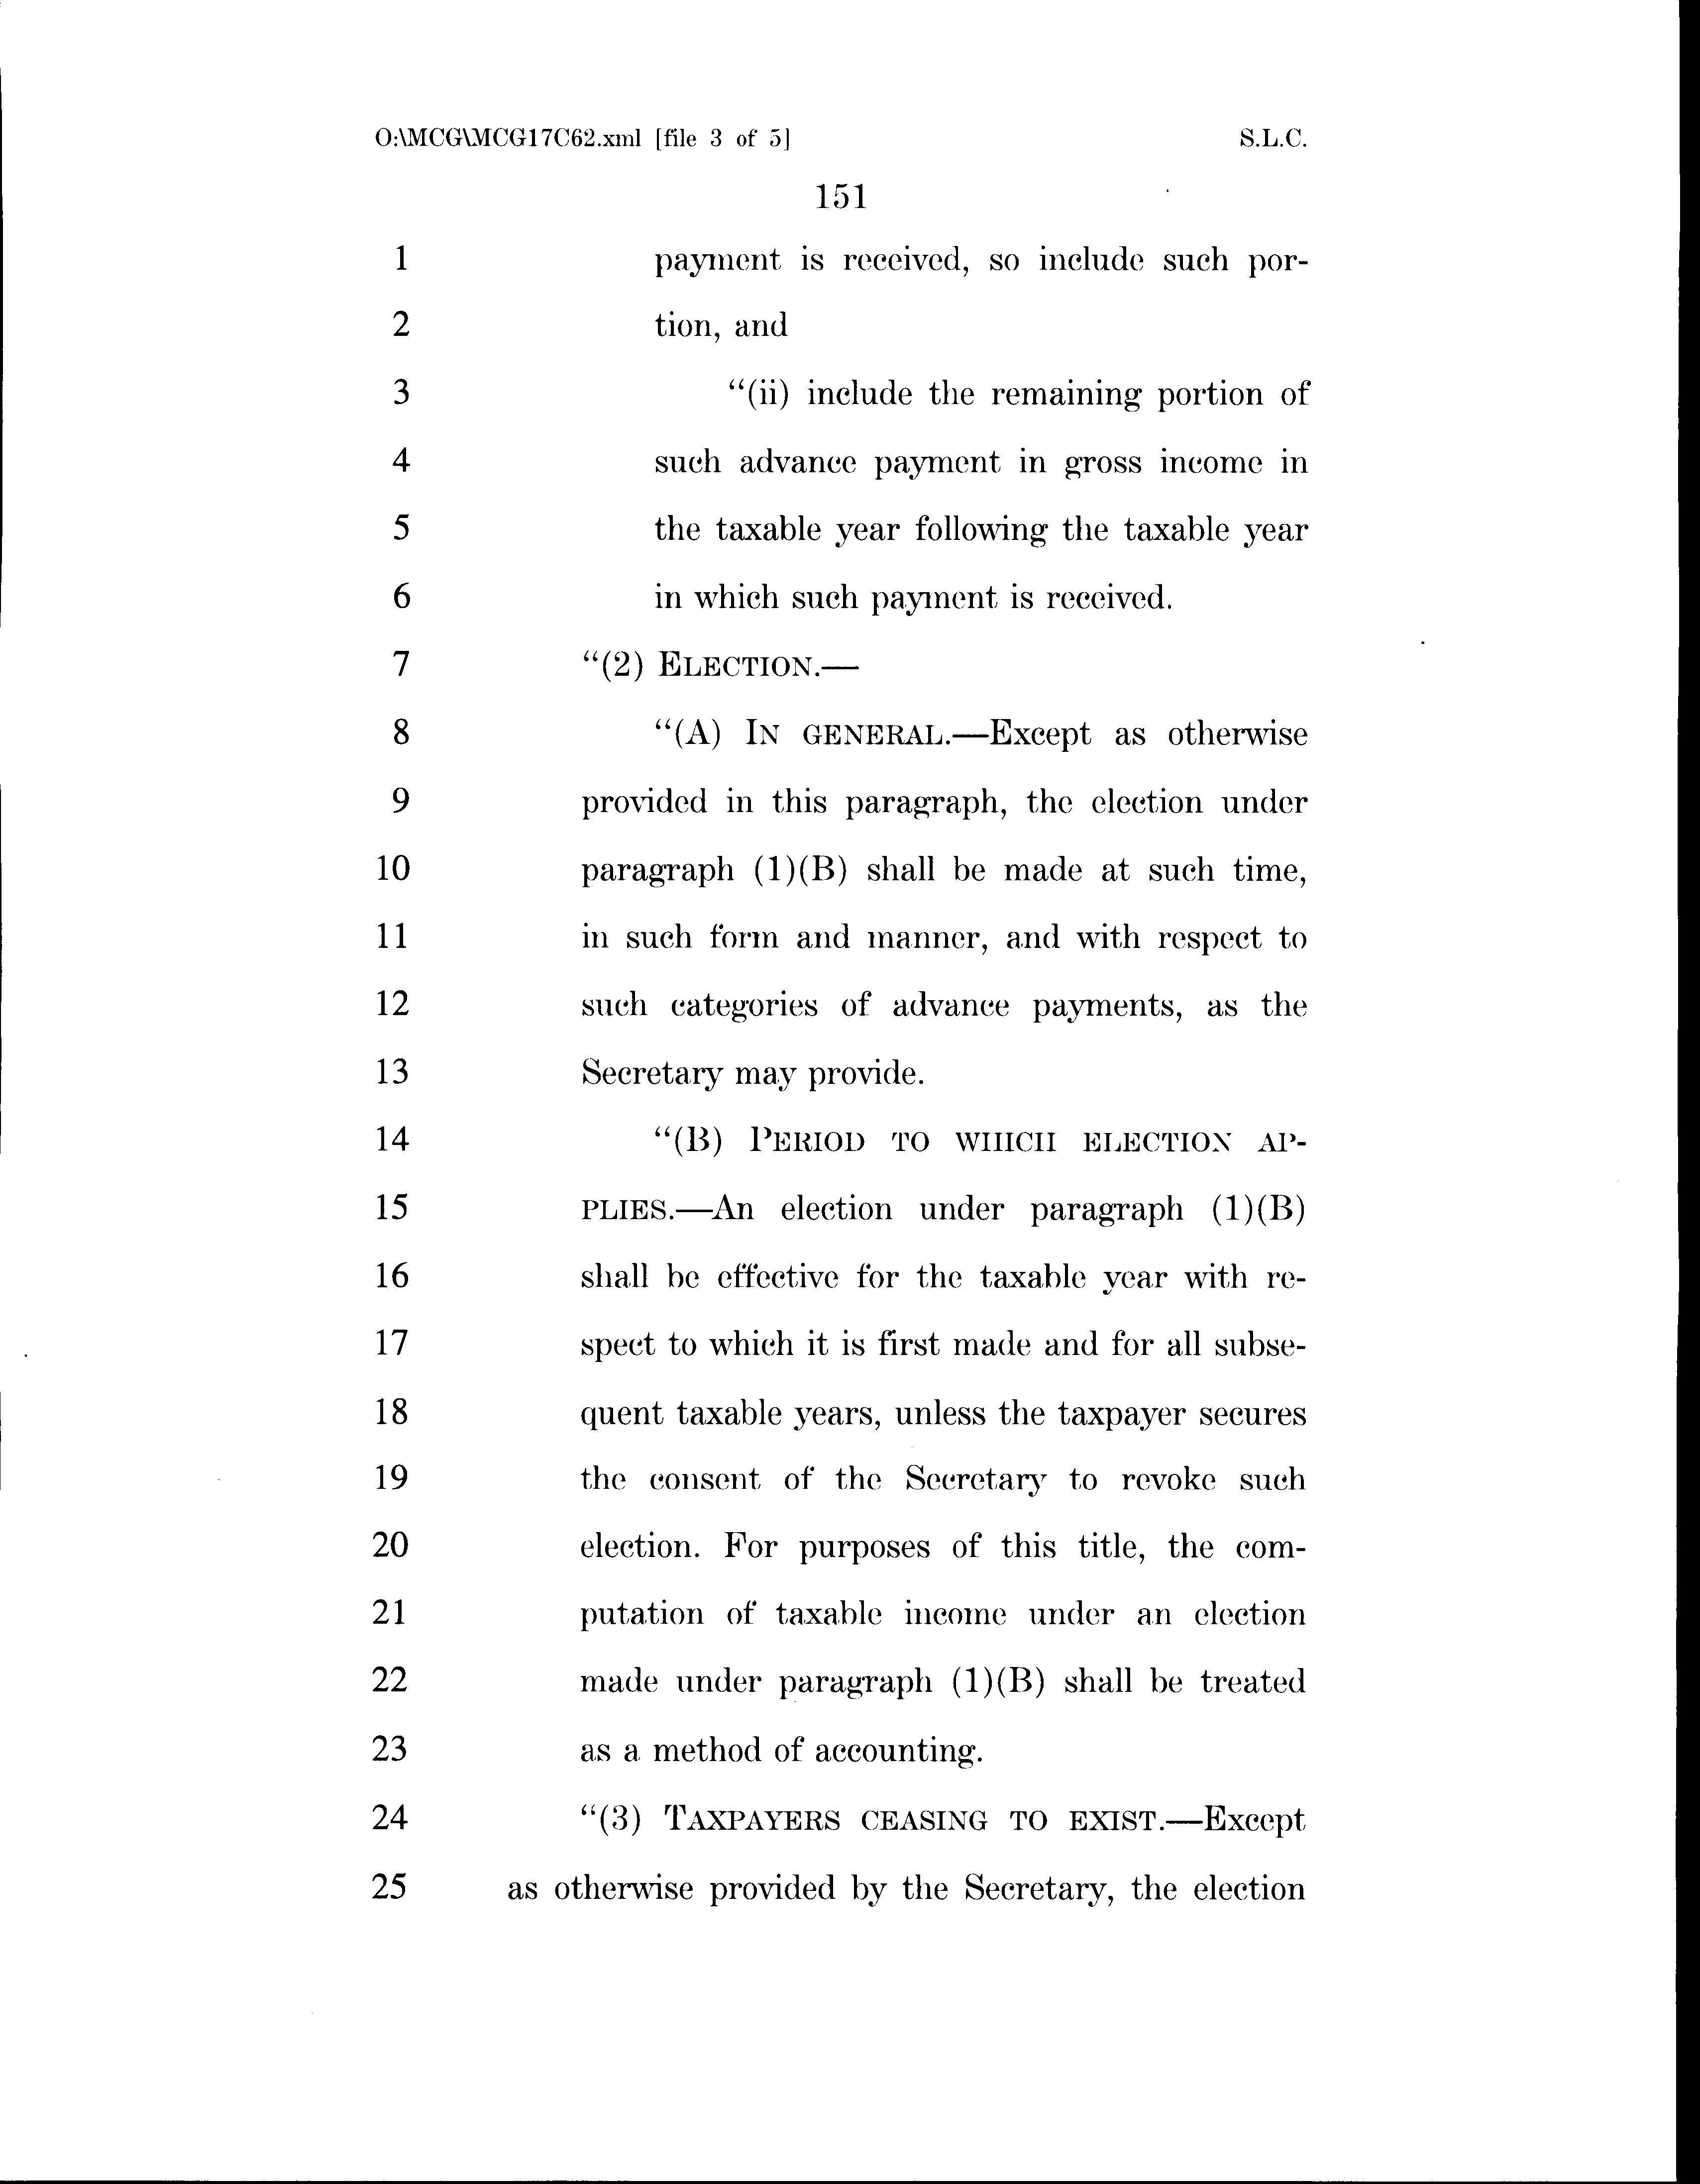 O:\MCG\MCG17C62.xml [file 3 of 5] S.L.C.
151
1 payment is received, so include such por-
2 tion, and
3 “(ii) include the remaining portion of
4 such advance payment in gross income in
5 the taxable year following the taxable year
6 in which such payment is received.
7 “(2) ELECTION.—
8 “(A) IN GENERAL.—Except as otherwise
9 provided in this paragraph, the election under
10 paragraph (1)(B) shall be made at such time,
11 in such form and manner, and with respect to
12 such categories of advance payments, as the
13 Secretary may provide.
14 “(B) PERIOD TO WHICH ELECTION AP-
15 PLIES.—An election under paragraph (1)(B)
16 shall be effective for the taxable year with re-
17 spect to which it is first made and for all subse-
18 quent taxable years, unless the taxpayer secures
19 the consent of the Secretary to revoke such
20 election. For purposes of this title, the com-
21 putation of taxable income under an election
22 made under paragraph (1)(B) shall be treated
23 as a method of accounting.
24 “(3) TAXPAYERS CEASING TO EXIST.—Except
25 as otherwise provided by the Secretary, the election